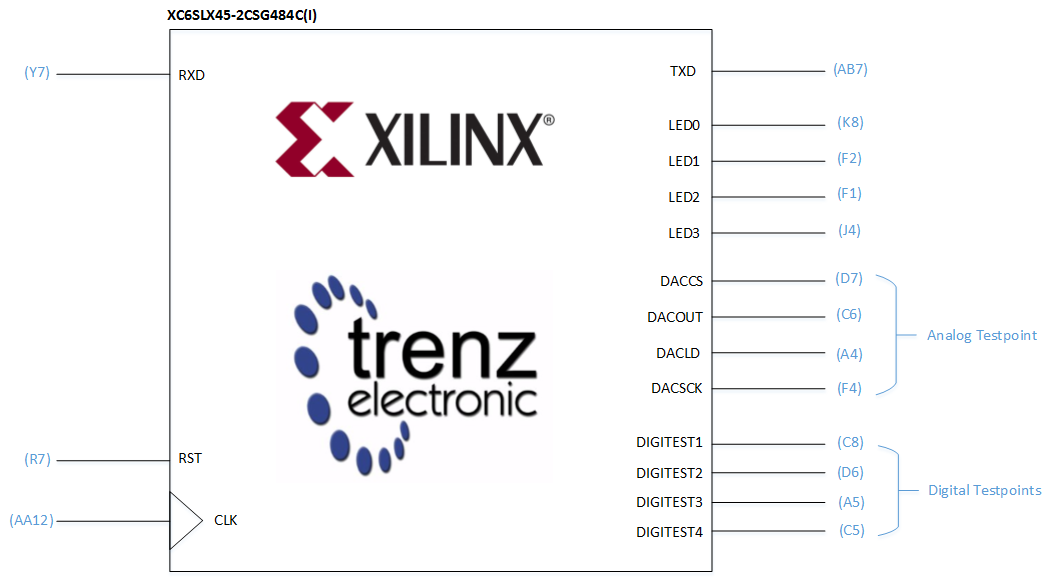 XC6SLX45-2CSG484C(I)
(Y7) RXD
TXD (AB7)
XILINX®
LED0 (K8)
LED1 (F2)
LED2 (F1)
LED3 (J4)
DACCS (D7)
DACOUT (C6)
DACLD (A4)
DACSCK (F4)
Analog Testpoint
trenz
electronic
DIGITEST1 (C8)
DIGITEST2 (D6)
DIGITEST3 (A5)
DIGITEST4 (C5)
Digital Testpoints
(R7) RST
(AA12) CLK